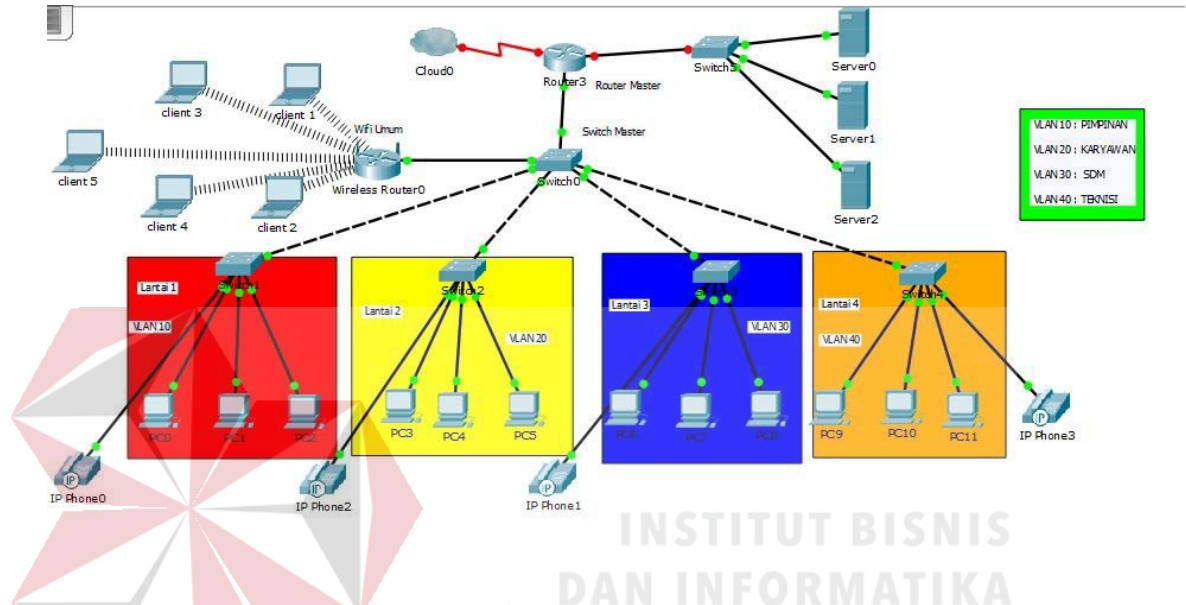 Cloud0
Router3
Router Master
Switch5
Server0
Server1
Server2
client 3
client 1
Wifi Umum
client 5
Wireless Router0
client 4
client 2
Switch Master
Switch0
VLAN 10 : PIMPINAN
VLAN 20 : KARYAWAN
VLAN 30 : SDM
VLAN 40 : TEKNISI
Switch1
Lantai 1
VLAN 10
PC0
PC1
PC2
IP Phone0
Switch2
Lantai 2
VLAN 20
PC3
PC4
PC5
IP Phone2
Lantai 3
VLAN 30
PC6
PC7
PC8
IP Phone1
Switch4
Lantai 4
VLAN 40
PC9
PC10
PC11
IP Phone3
INSTITUT BISNIS
DAN INFORMATIKA